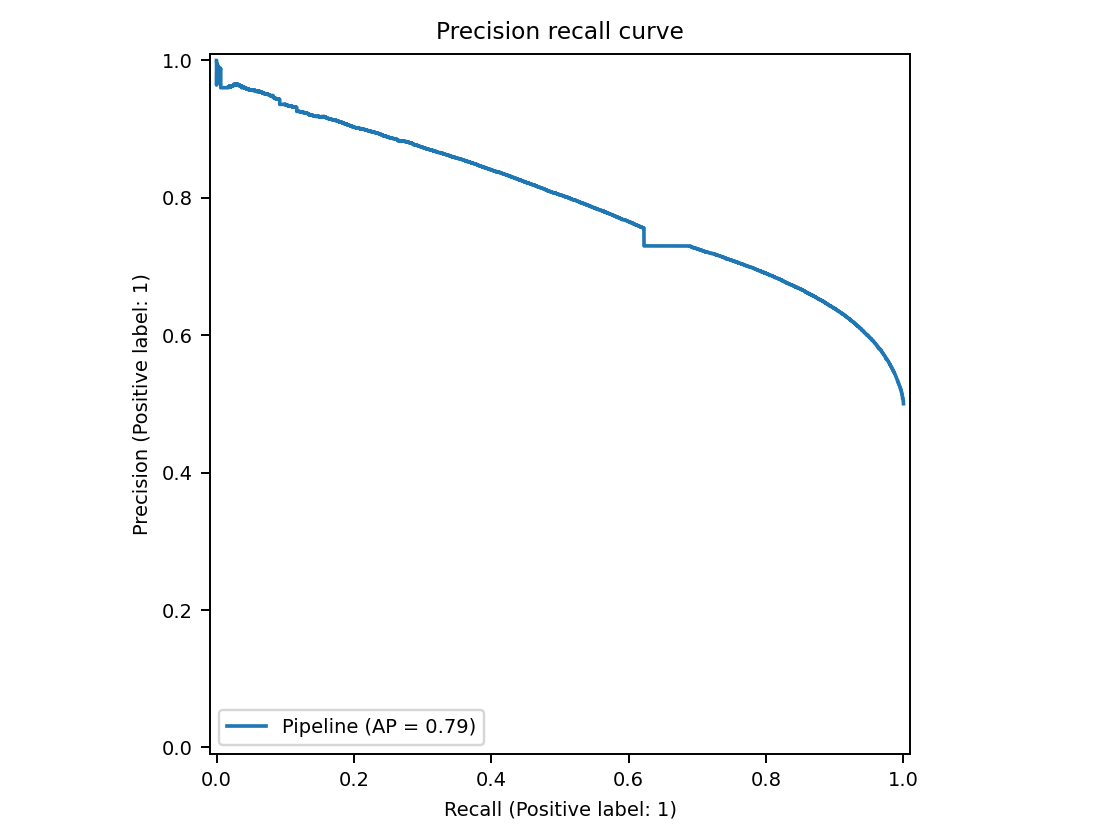 Precision recall curve
1.0
0.8
0.6
0.4
0.2
0.0
Precision (Positive label: 1)
Pipeline (AP = 0.79)
0.0 0.2 0.4 0.6 0.8 1.0
Recall (Positive label: 1)